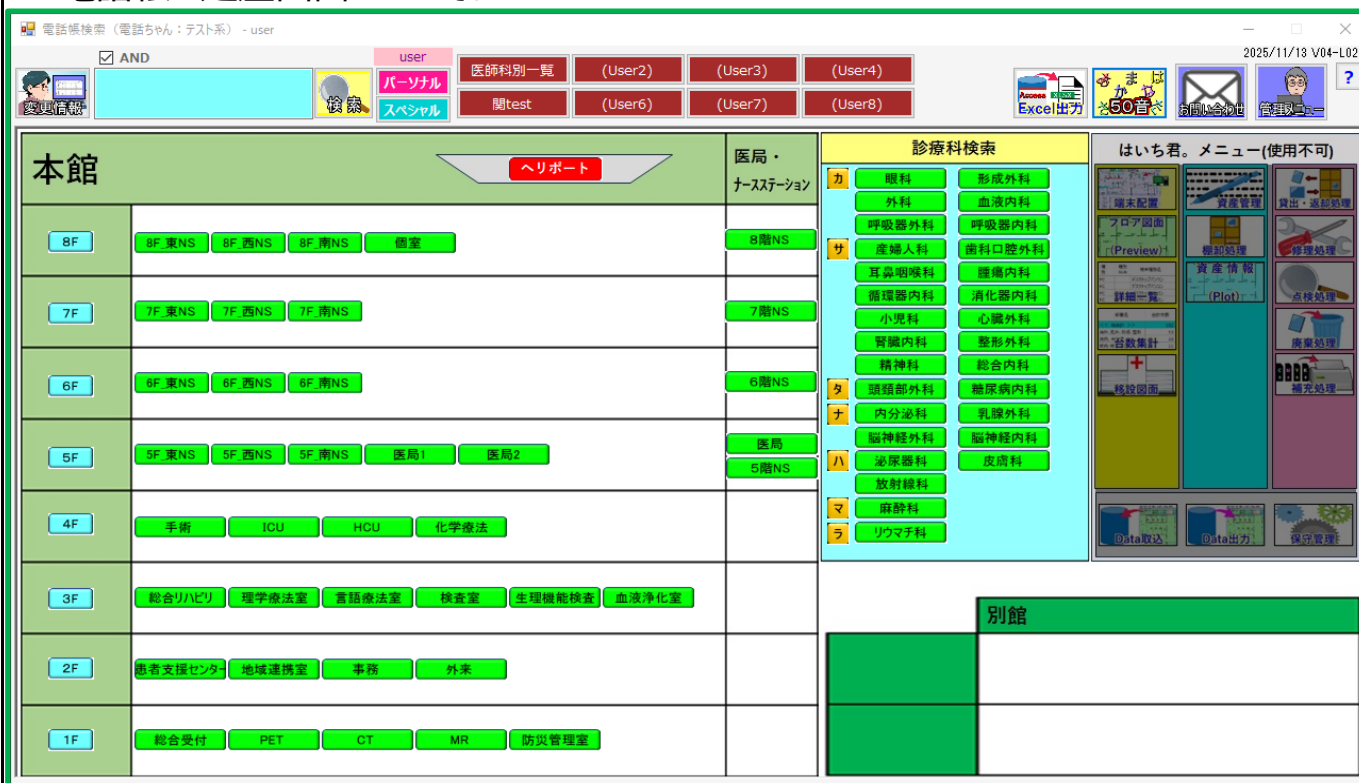 電話帳検索（電話ちゃん：テスト系） - user
2025/11/13 V04-L02
AND
変更情報
検索
user
パーソナル
スペシャル
医師科別一覧 (User2) (User3) (User4)
関test (User6) (User7) (User8)
Excel出力
50音
お問い合わせ
管理メニュー
?
本館
ヘリポート
医局・
ﾅｰｽｽﾃｰｼｮﾝ
8F 8F_東NS 8F_西NS 8F_南NS 個室 8階NS
7F 7F_東NS 7F_西NS 7F_南NS 7階NS
6F 6F_東NS 6F_西NS 6F_南NS 6階NS
5F 5F_東NS 5F_西NS 5F_南NS 医局1 医局2 医局
5階NS
4F 手術 ICU HCU 化学療法
3F 総合リハビリ 理学療法室 言語療法室 検査室 生理機能検査 血液浄化室
2F 患者支援センター 地域連携室 事務 外来
1F 総合受付 PET CT MR 防災管理室
診療科検索
カ 眼科 形成外科
外科 血液内科
呼吸器外科 呼吸器内科
サ 産婦人科 歯科口腔外科
耳鼻咽喉科 腫瘍内科
循環器内科 消化器内科
小児科 心臓外科
腎臓内科 整形外科
精神科 総合内科
タ 頭頚部外科 糖尿病内科
ナ 内分泌科 乳腺外科
脳神経外科 脳神経内科
ハ 泌尿器科 皮膚科
放射線科
マ 麻酔科
ラ リウマチ科
はいち君。メニュー(使用不可)
端末配置 資産管理 貸出・返却処理
フロア図面
(Preview) 棚卸処理 修理処理
詳細一覧 資産情報
(Plot) 点検処理
台数集計 廃棄処理
移設図面 補充処理
Data取込 Data出力 保守管理
別館